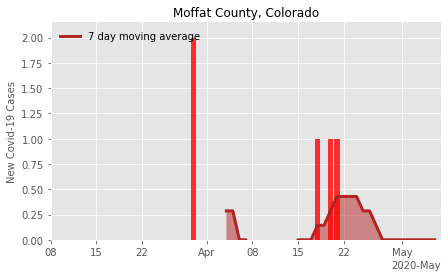 Moffat County, Colorado
7 day moving average
New Covid-19 Cases
2.00
1.75
1.50
1.25
1.00
0.75
0.50
0.25
0.00
08 15 22 Apr 08 15 22 May
2020-May